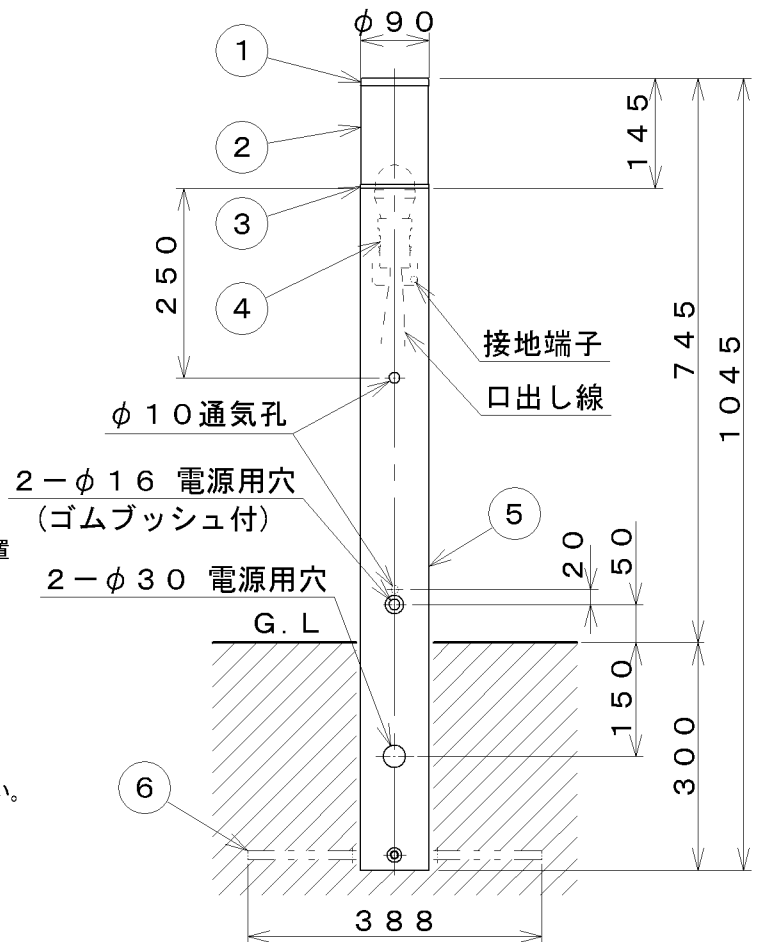 φ９０
１
２
３
４
１４５
２５０
接地端子
口出し線
７４５
１０４５
φ１０通気孔
２－φ１６ 電源用穴
（ゴムブッシュ付）
５
置
２０
５０
２－φ３０ 電源用穴
Ｇ．Ｌ
１５０
３００
６
い。
３８８